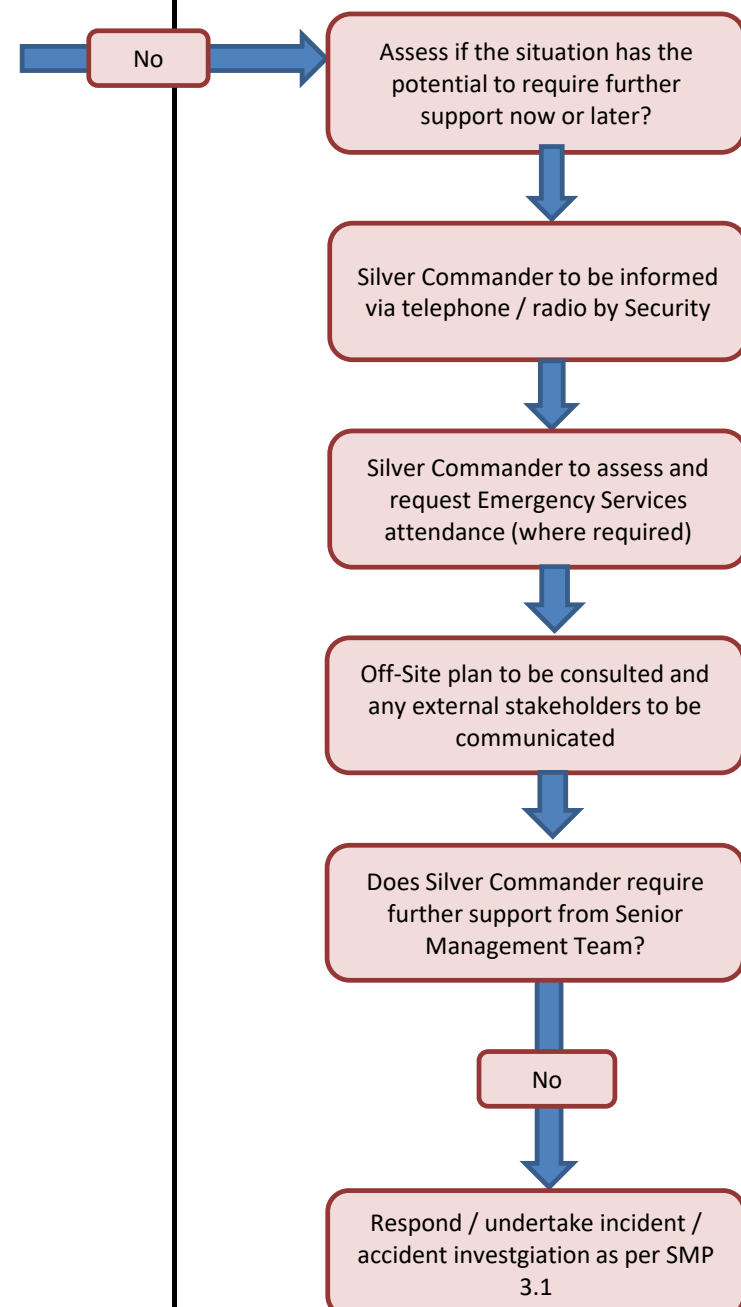 No
Assess if the situation has the
potential to require further
support now or later?
Silver Commander to be informed
via telephone / radio by Security
Silver Commander to assess and
request Emergency Services
attendance (where required)
Off-Site plan to be consulted and
any external stakeholders to be
communicated
Does Silver Commander require
further support from Senior
Management Team?
No
Respond / undertake incident /
accident investgiation as per SMP
3.1